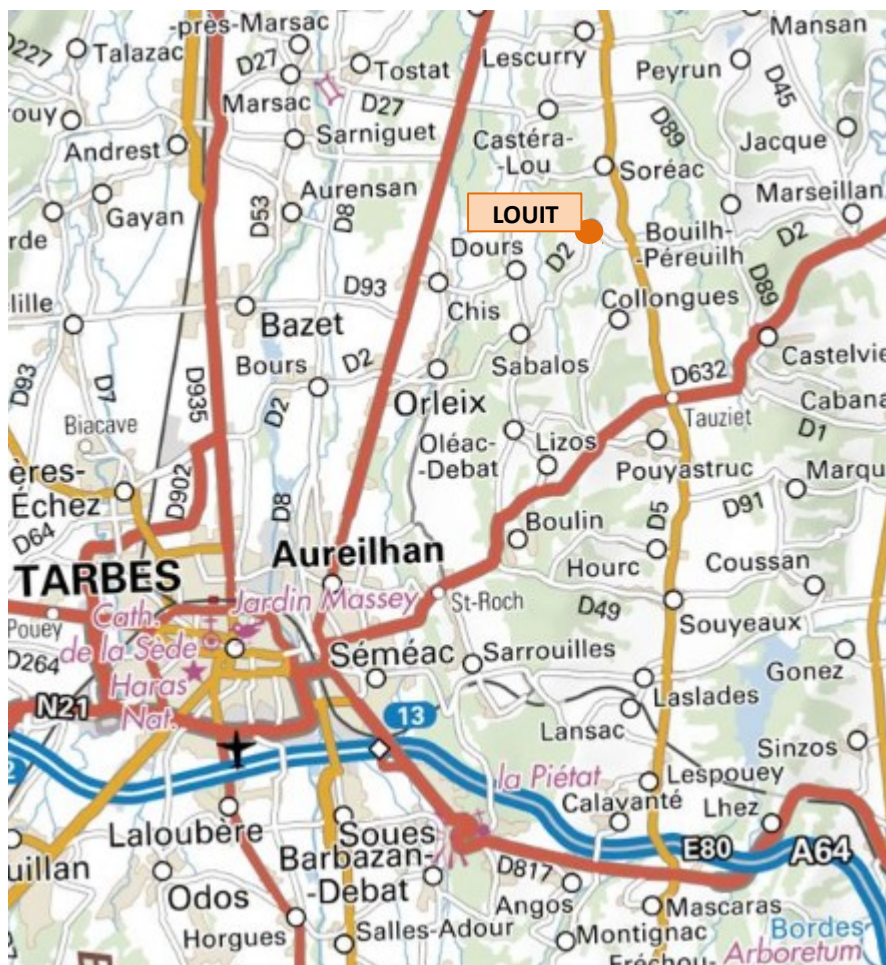 -près-Marsac
Mansan
D227
Talazac
Lescurry
D27
Tostat
Peyrun
D45
Marsac
D27
ouy
Sarniguet
Castéra-
-Lou
D89
Jacque
Andrest
Soréac
Aurensan
Marseillan
Gayan
D53
D8
LOUIT
rde
Dours
D2
Bouilh-
-Péreuilh
D2
D93
Chis
Collongues
D89
lille
Bazet
Sabalos
Castelvie
D93
D7
D935
Bours
D2
D632
Orleix
Cabana
Biacave
D2
Tauziet
D1
Oléac-
-Debat
Lizos
Pouyastruc
Marqu
ères-
Échez
D902
D8
D5
D91
D64
Boulin
Aureilhan
Hourc
Coussan
TARBES
Jardin Massey
St-Roch
D49
Pouey
Cath.
de la Sède
Souyeaux
D264
Séméac
Sarrouilles
Gonez
Haras
Nat.
Laslades
N21
13
Lansac
Sinzos
la Piétat
Lespouey
Calavanté
Lhez
Laloubère
Soues
E80
A64
uillan
Barbazan-
-Debat
D817
Odos
Angos
Mascaras
Horgues
Salles-Adour
Montignac
Bordes
Fréchou-
Arboretum